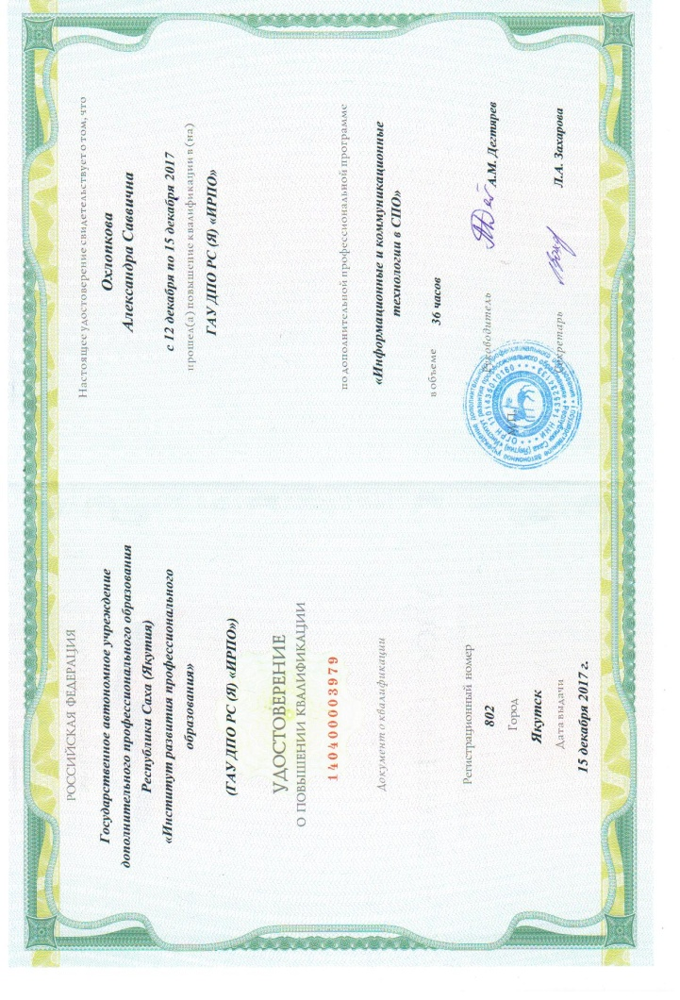 РОССИЙСКАЯ ФЕДЕРАЦИЯ
Государственное автономное учреждение
дополнительного профессионального образования
Республики Саха (Якутия)
«Институт развития профессионального
образования»
(ГАУ ДПО РС (Я) «ИРПО»)
УДОСТОВЕРЕНИЕ
О ПОВЫШЕНИИ КВАЛИФИКАЦИИ
140400003979
Документ о квалификации
Регистрационный номер
802
Город
Якутск
Дата выдачи
15 декабря 2017 г.
Настоящее удостоверение свидетельствует о том, что
Охлопкова
Александра Саввична
с 12 декабря по 15 декабря 2017
прошел(а) повышение квалификации в (на)
ГАУ ДПО РС (Я) «ИРПО»
по дополнительной профессиональной программе
«Информационные и коммуникационные
технологии в СПО»
в объеме 36 часов
Руководитель А.М. Дегтярев
М.П.
Секретарь Л.А. Захарова